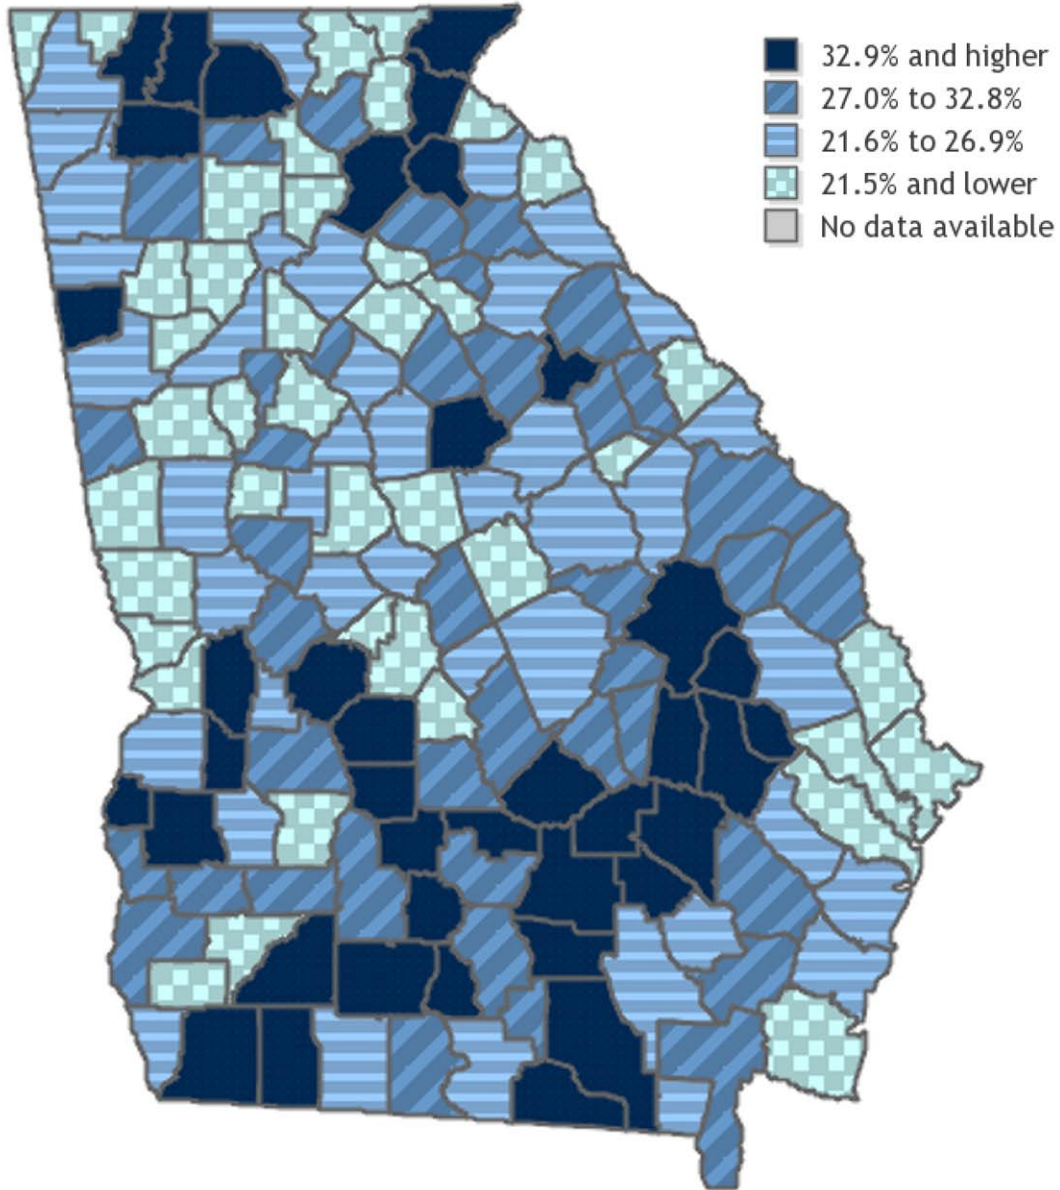 32.9% and higher
27.0% to 32.8%
21.6% to 26.9%
21.5% and lower
No data available